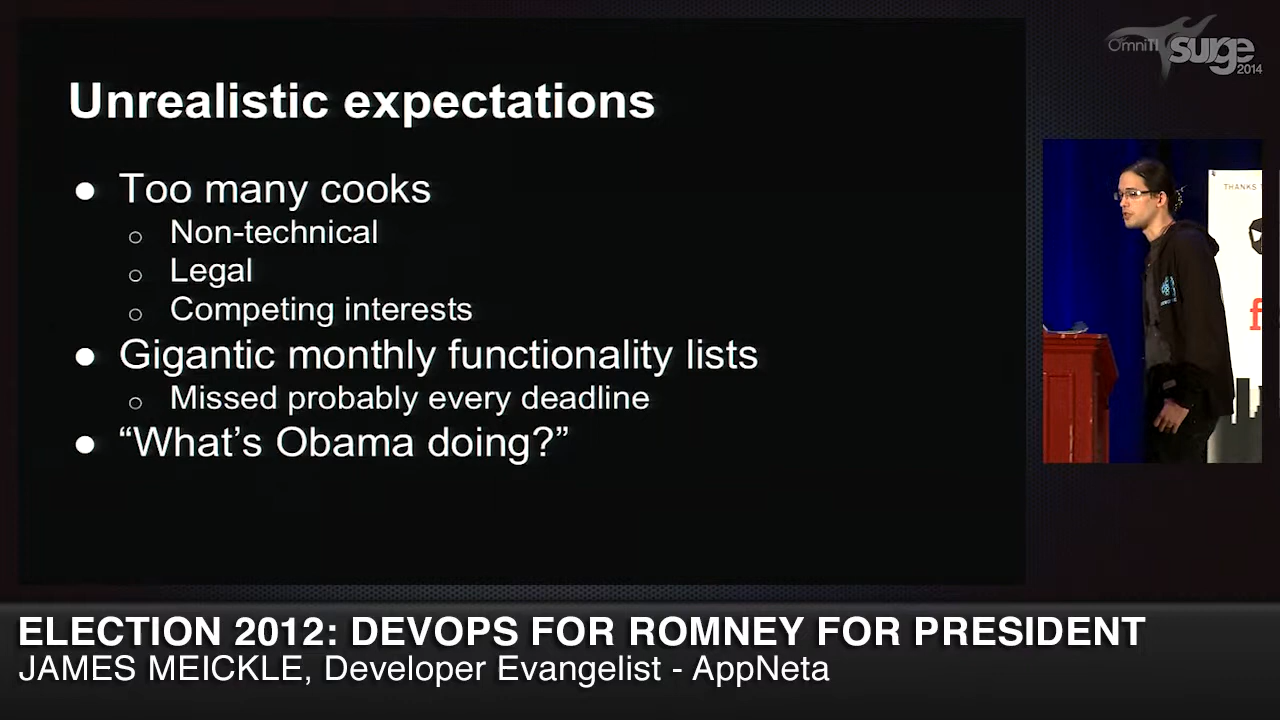 OmniTI surge 2014
Unrealistic expectations
● Too many cooks
○ Non-technical
○ Legal
○ Competing interests
● Gigantic monthly functionality lists
○ Missed probably every deadline
● “What’s Obama doing?”
THANKS
f
ELECTION 2012: DEVOPS FOR ROMNEY FOR PRESIDENT
JAMES MEICKLE, Developer Evangelist - AppNeta